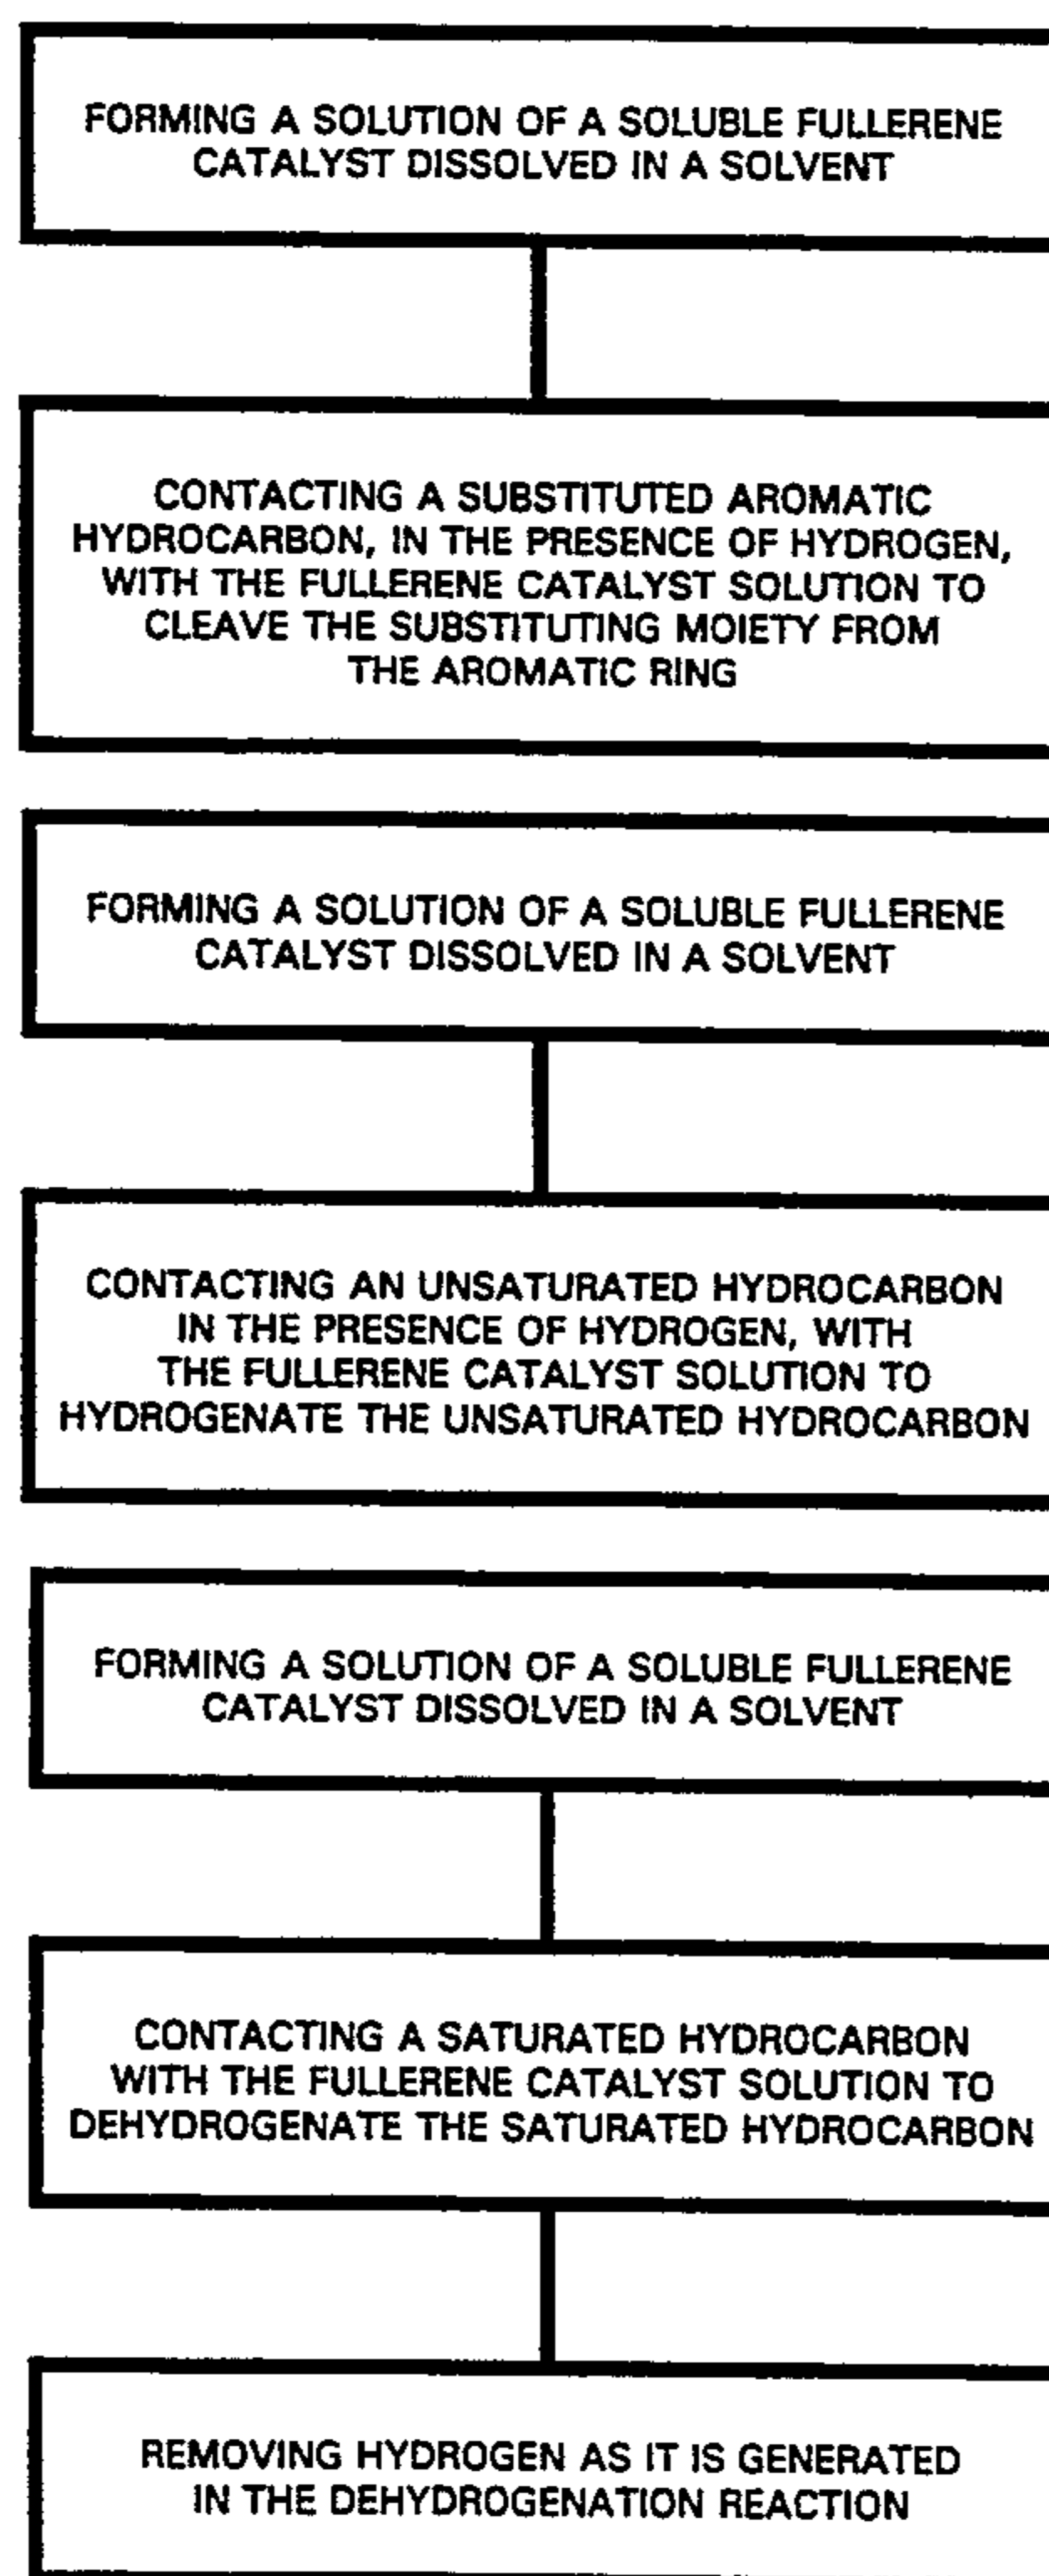 FORMING A SOLUTION OF A SOLUBLE FULLERENE
CATALYST DISSOLVED IN A SOLVENT
CONTACTING A SUBSTITUTED AROMATIC
HYDROCARBON, IN THE PRESENCE OF HYDROGEN,
WITH THE FULLERENE CATALYST SOLUTION TO
CLEAVE THE SUBSTITUTING MOIETY FROM
THE AROMATIC RING
FORMING A SOLUTION OF A SOLUBLE FULLERENE
CATALYST DISSOLVED IN A SOLVENT
CONTACTING AN UNSATURATED HYDROCARBON
IN THE PRESENCE OF HYDROGEN, WITH
THE FULLERENE CATALYST SOLUTION TO
HYDROGENATE THE UNSATURATED HYDROCARBON
FORMING A SOLUTION OF A SOLUBLE FULLERENE
CATALYST DISSOLVED IN A SOLVENT
CONTACTING A SATURATED HYDROCARBON
WITH THE FULLERENE CATALYST SOLUTION TO
DEHYDROGENATE THE SATURATED HYDROCARBON
REMOVING HYDROGEN AS IT IS GENERATED
IN THE DEHYDROGENATION REACTION